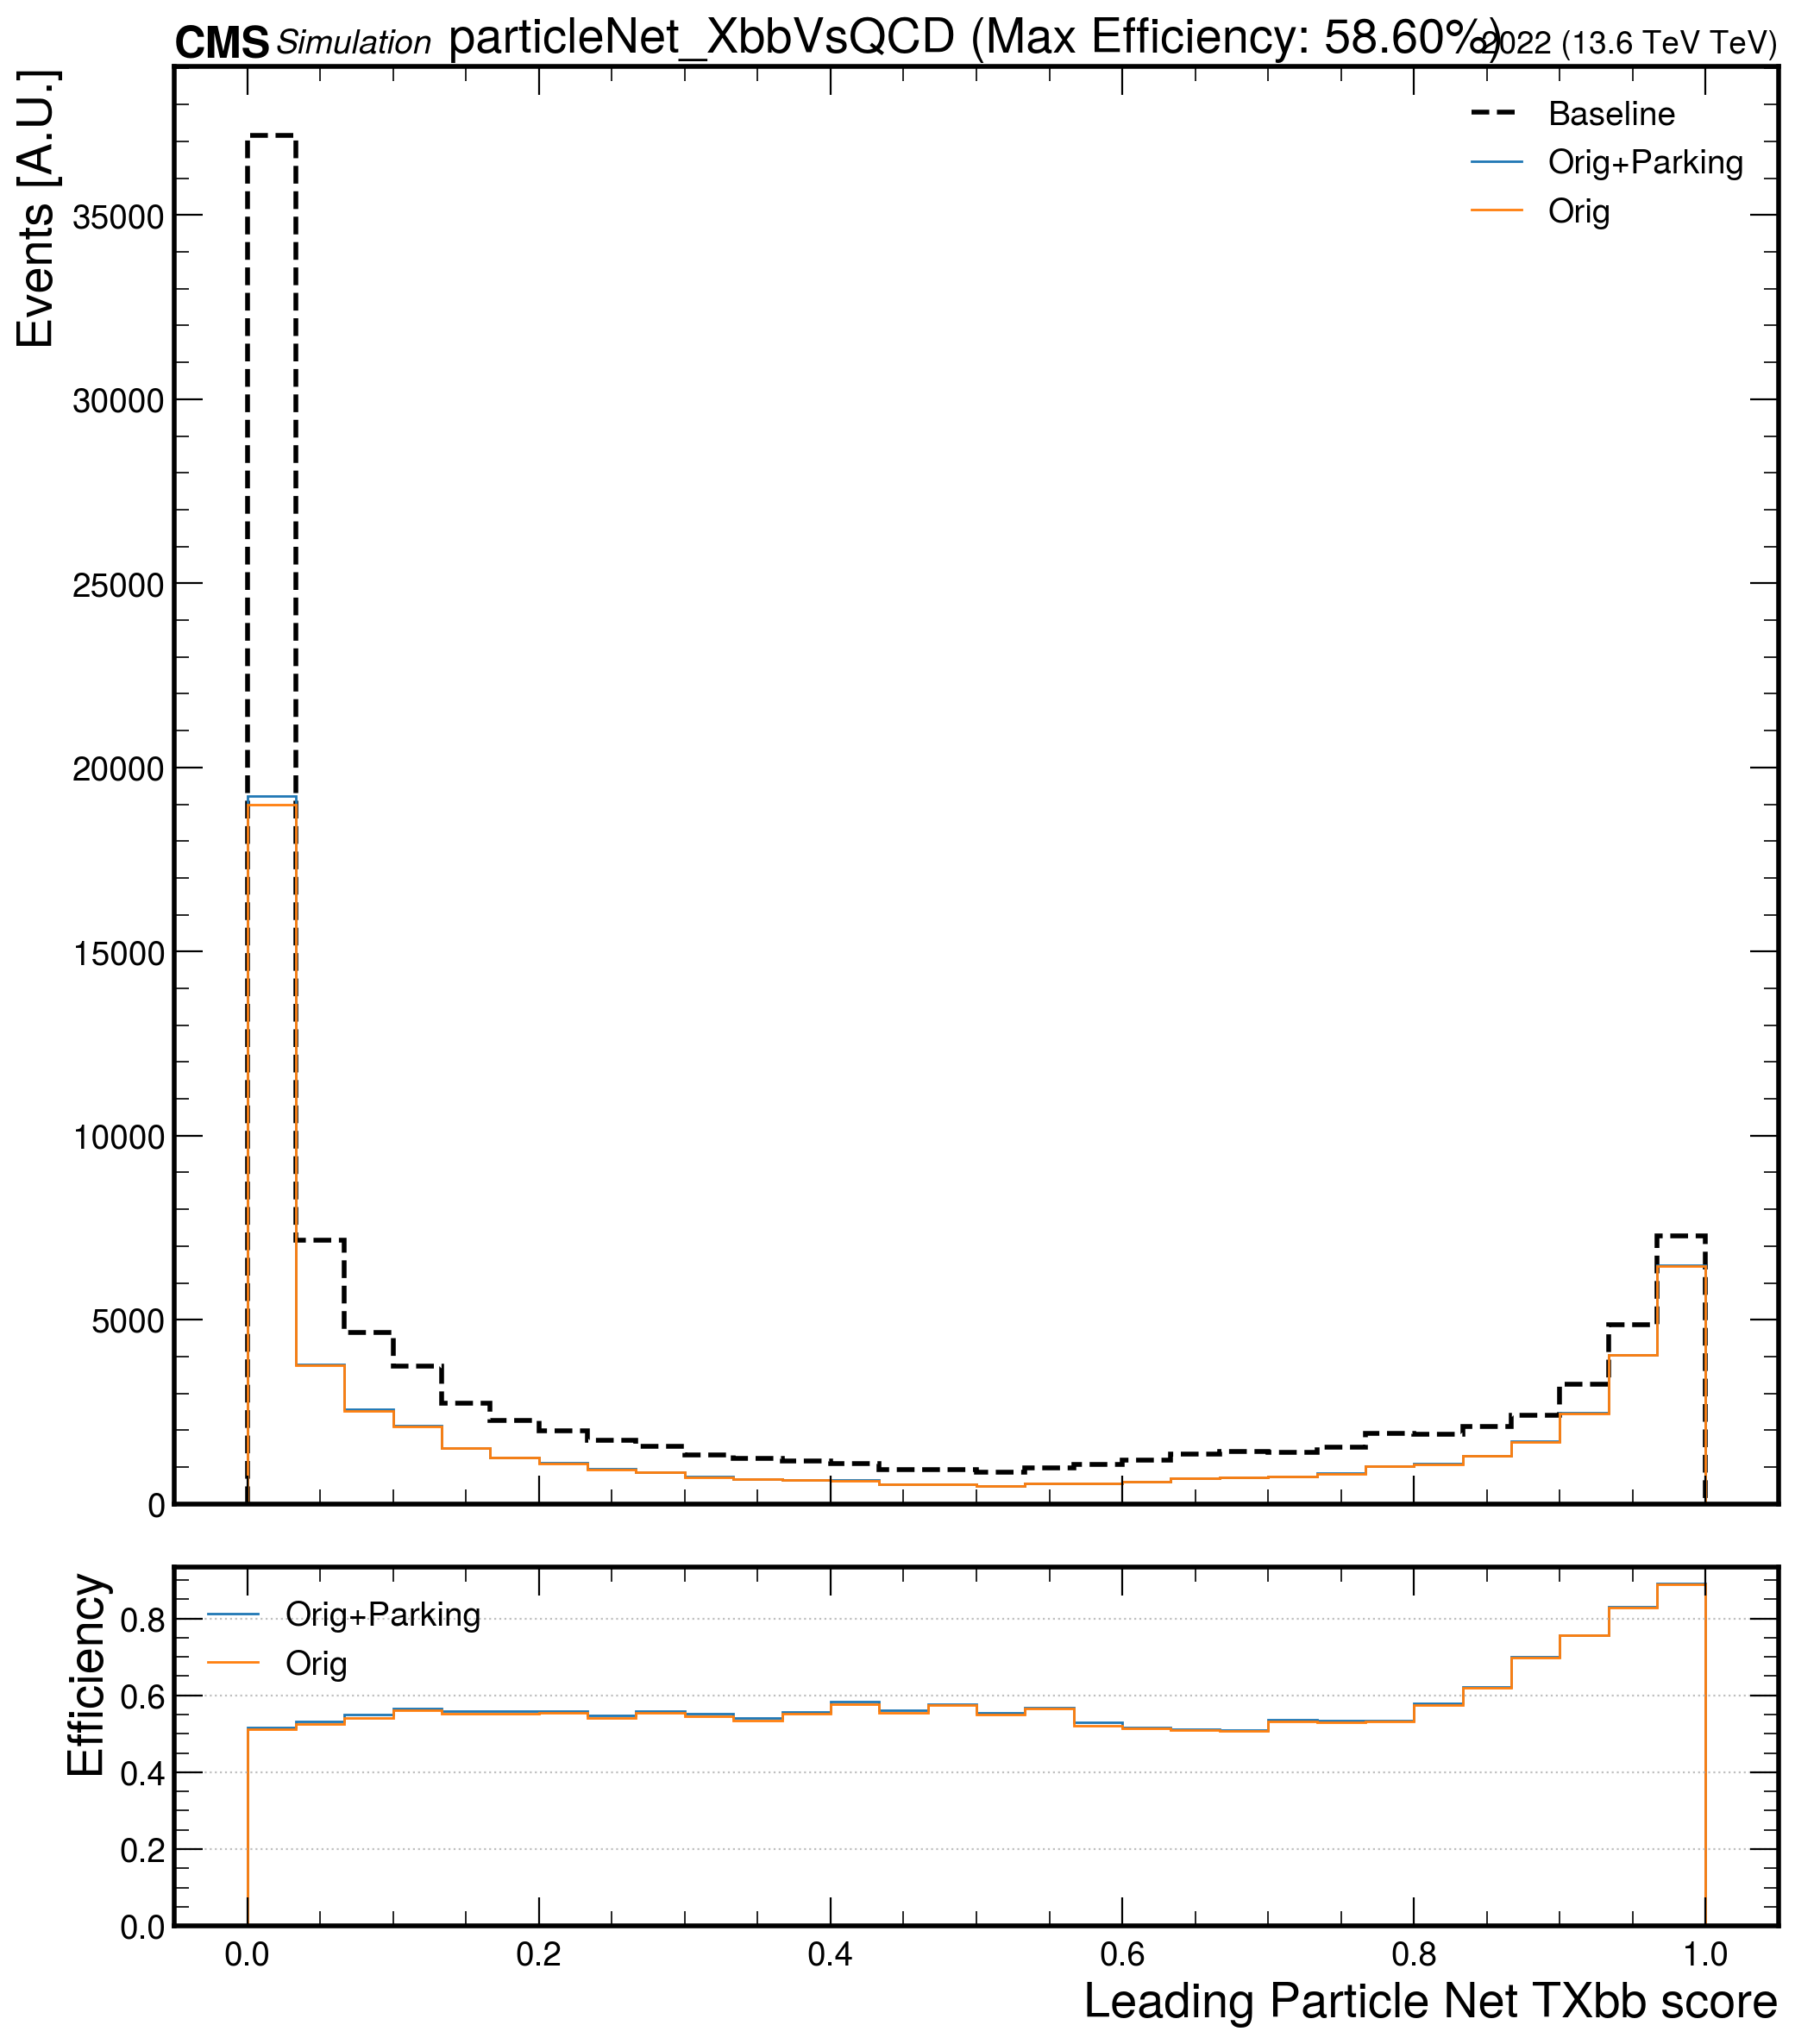 CMS Simulation particleNet_XbbVsQCD (Max Efficiency: 58.60%) 2022 (13.6 TeV TeV)
Events [A.U.]
Baseline
Orig+Parking
Orig
35000
30000
25000
20000
15000
10000
5000
0
Efficiency
Orig+Parking
Orig
0.8
0.6
0.4
0.2
0.0
0.0 0.2 0.4 0.6 0.8 1.0
Leading Particle Net TXbb score